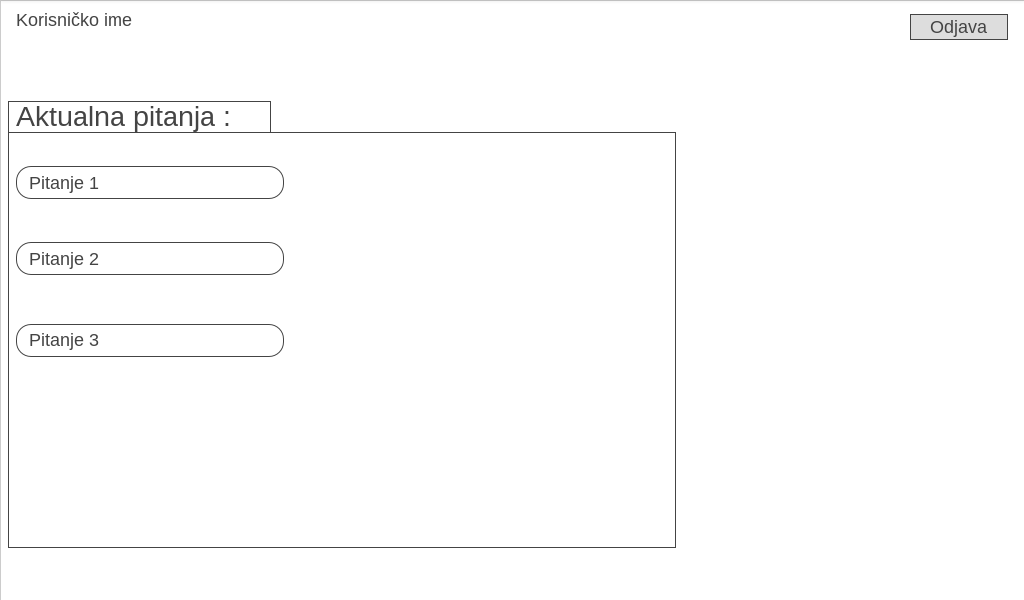 Korisničko ime
Odjava
Aktualna pitanja :
Pitanje 1
Pitanje 2
Pitanje 3